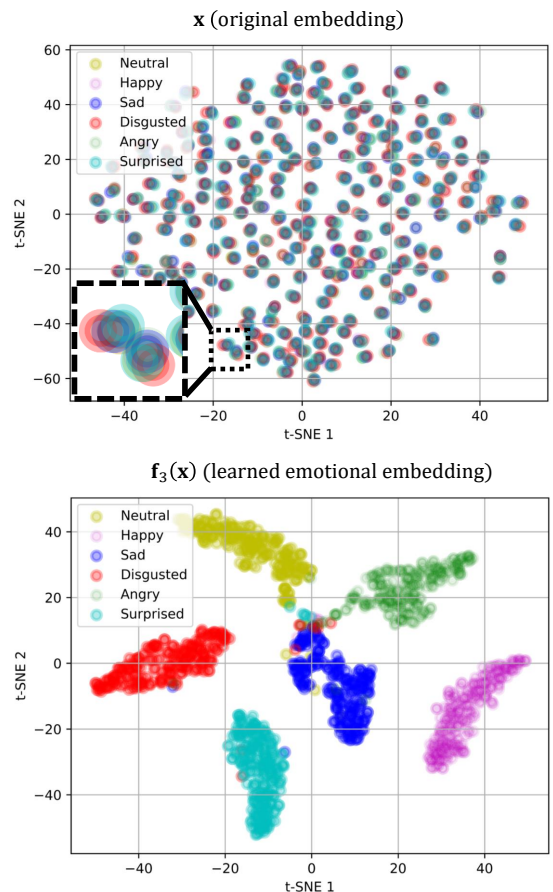 x (original embedding)
60
40
20
0
−20
−40
−60
t-SNE 2
Neutral
Happy
Sad
Disgusted
Angry
Surprised
−40
−20
0
20
40
t-SNE 1
f3(x) (learned emotional embedding)
40
20
0
−20
−40
t-SNE 2
Neutral
Happy
Sad
Disgusted
Angry
Surprised
−40
−20
0
20
40
t-SNE 1